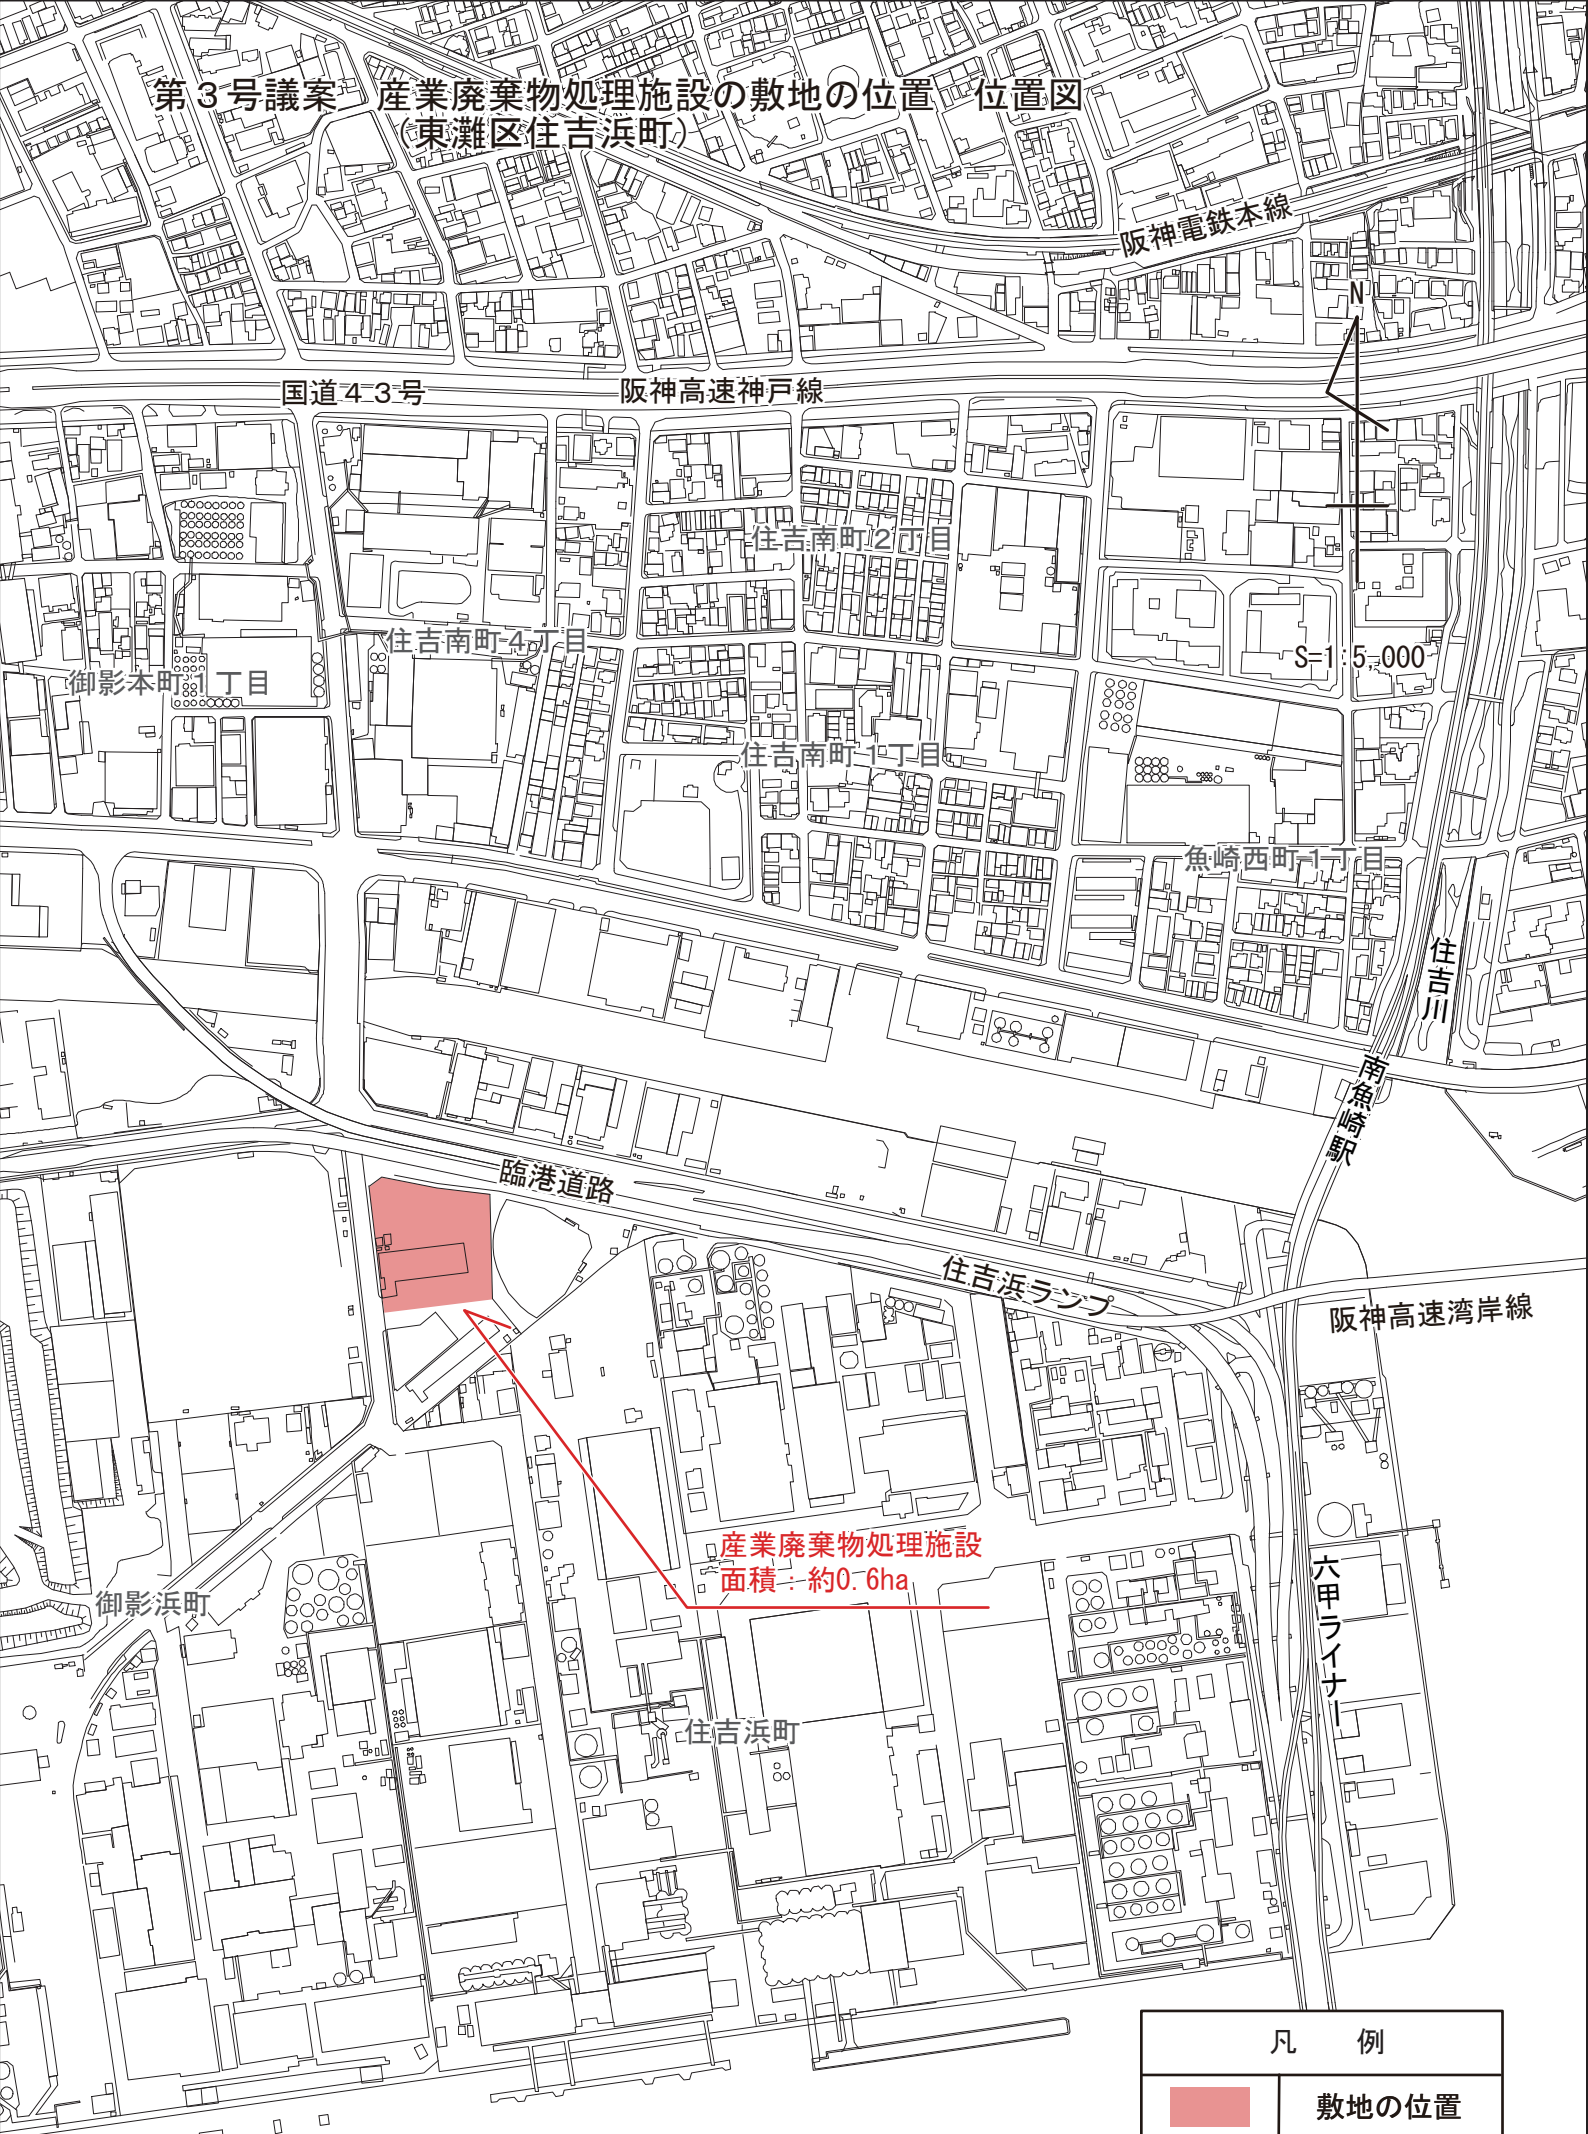 第３号議案　産業廃棄物処理施設の敷地の位置　位置図
（東灘区住吉浜町）
阪神電鉄本線
N
国道４３号
阪神高速神戸線
住吉南町２丁目
住吉南町４丁目
S=1:5,000
御影本町１丁目
住吉南町１丁目
魚崎西町１丁目
住吉川
南魚崎駅
臨港道路
住吉浜ランプ
阪神高速湾岸線
産業廃棄物処理施設
面積：約0.6ha
六甲ライナー
御影浜町
住吉浜町
凡　例
敷地の位置